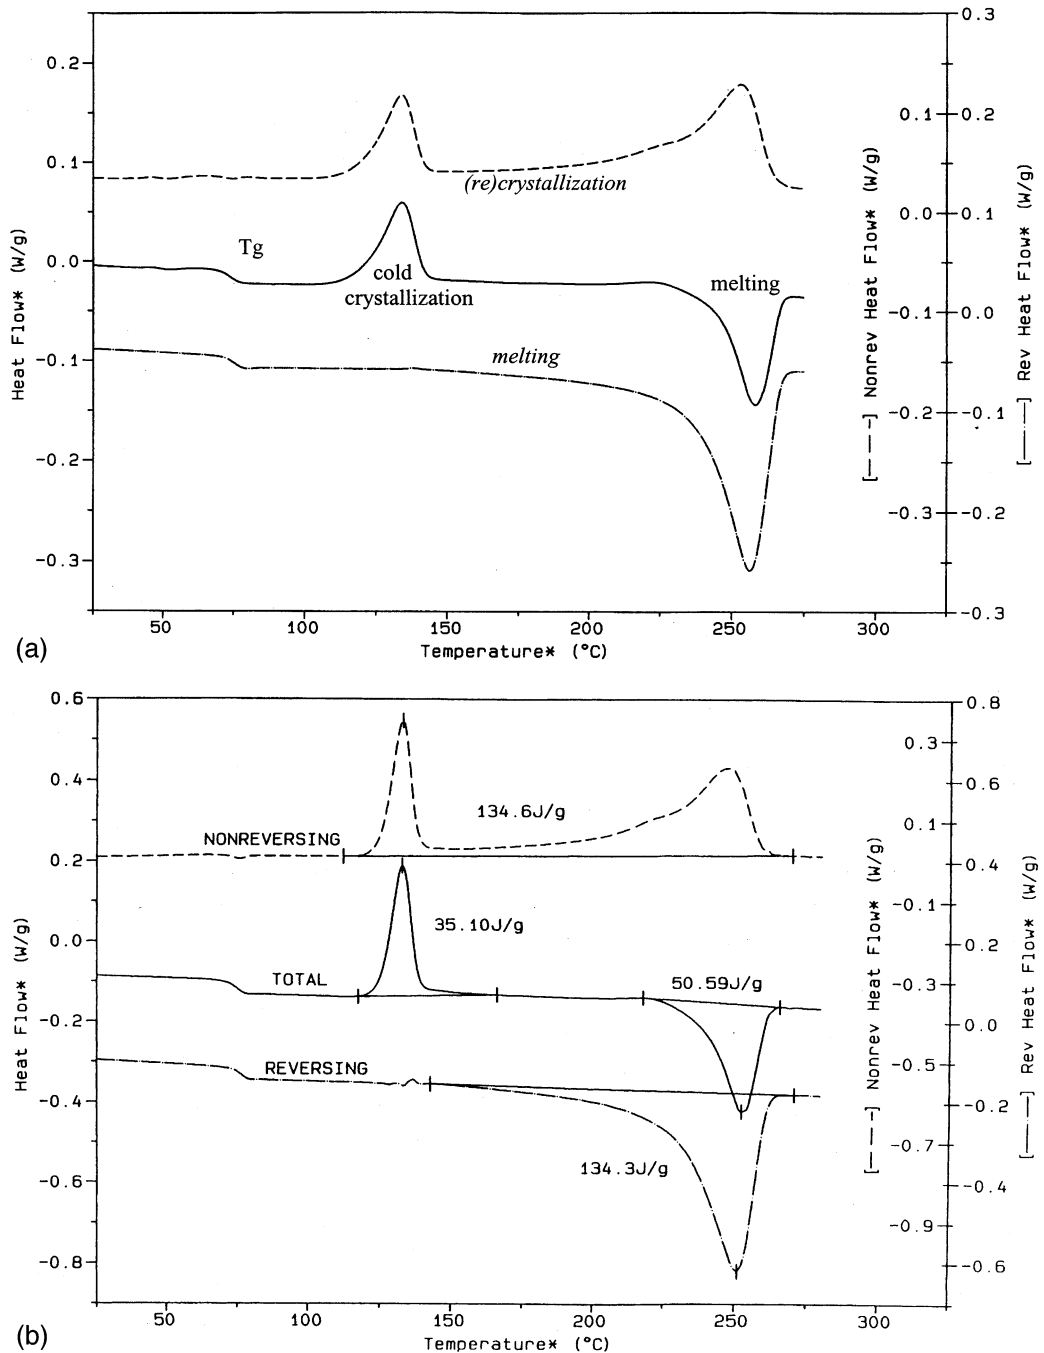 0.3
0.2
0.1
0.2
0.1
(re)crystallization
0.1
0.0
0.1
Tg
0.0
cold
crystallization
melting
-0.1
0.0
melting
-0.1
-0.2
-0.1
-0.2
-0.3
-0.2
-0.3
-0.3
Heat Flow* (W/g)
[— — –] Nonrev Heat Flow* (W/g)
[—·—] Rev Heat Flow* (W/g)
50
100
150
200
250
300
Temperature* (°C)
(a)
0.6
0.8
0.3
0.4
0.6
134.6J/g
0.1
NONREVERSING
0.2
0.4
-0.1
35.10J/g
0.0
0.2
TOTAL
50.59J/g
-0.3
-0.2
0.0
REVERSING
-0.5
-0.4
-0.2
-0.7
134.3J/g
-0.6
-0.4
-0.9
-0.8
-0.6
Heat Flow* (W/g)
[— — –] Nonrev Heat Flow* (W/g)
[—·—] Rev Heat Flow* (W/g)
50
100
150
200
250
300
Temperature* (°C)
(b)